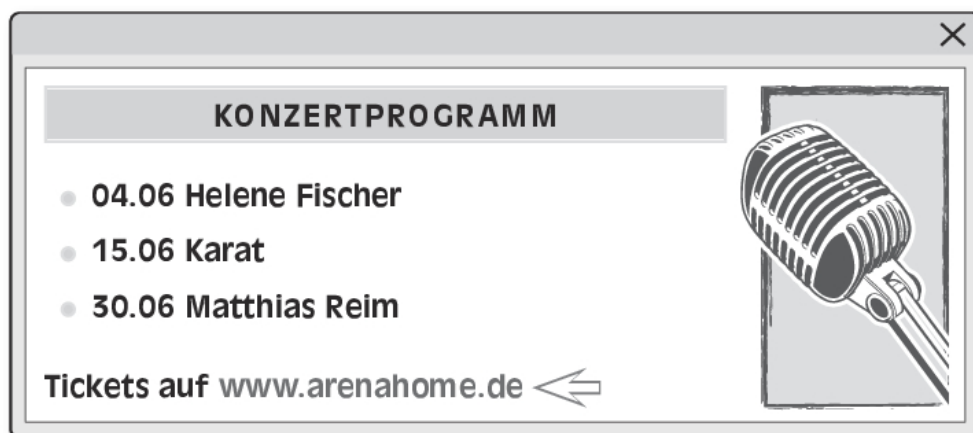 KONZERTPROGRAMM
04.06 Helene Fischer
15.06 Karat
30.06 Matthias Reim
Tickets auf www.arenahome.de